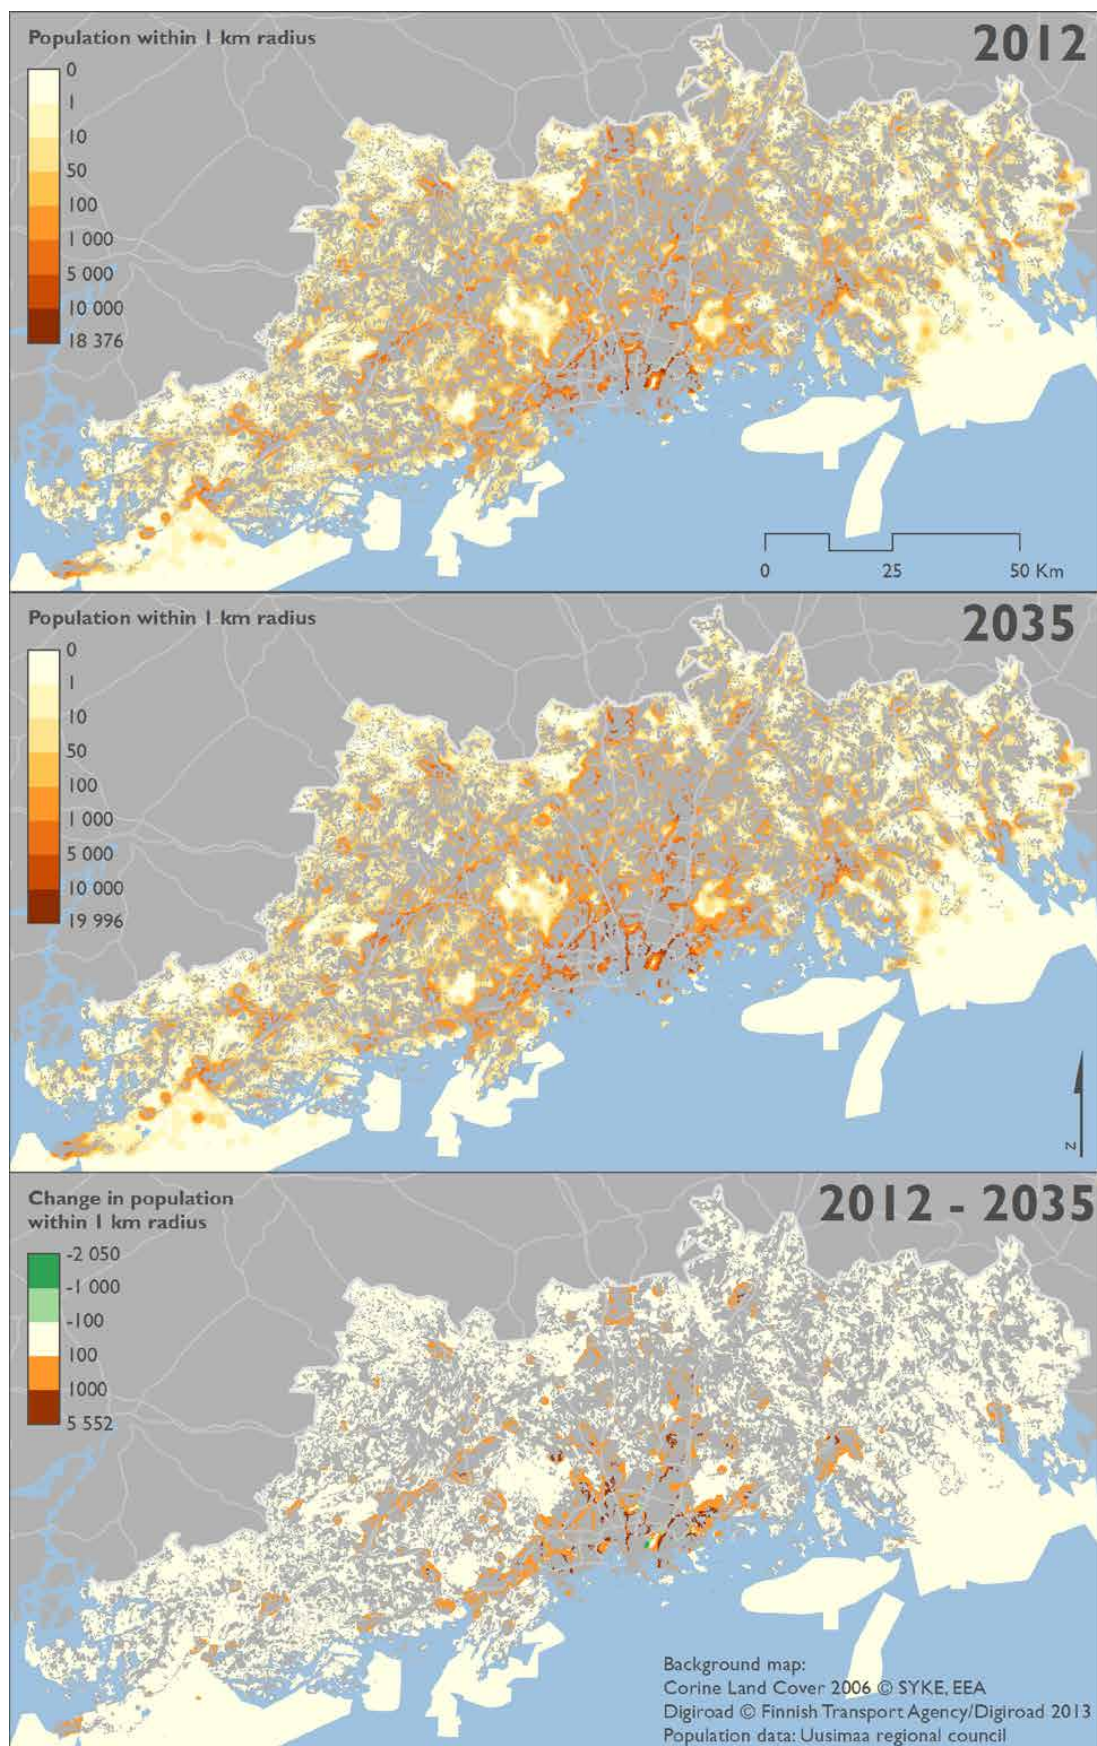 Population within 1 km radius
2012
0
1
10
50
100
1 000
5 000
10 000
18 376
0 25 50 Km
Population within 1 km radius
2035
0
1
10
50
100
1 000
5 000
10 000
19 996
N
Change in population
within 1 km radius
2012 - 2035
-2 050
-1 000
-100
100
1000
5 552
Background map:
Corine Land Cover 2006 © SYKE, EEA
Digiroad © Finnish Transport Agency/Digiroad 2013
Population data: Uusimaa regional council